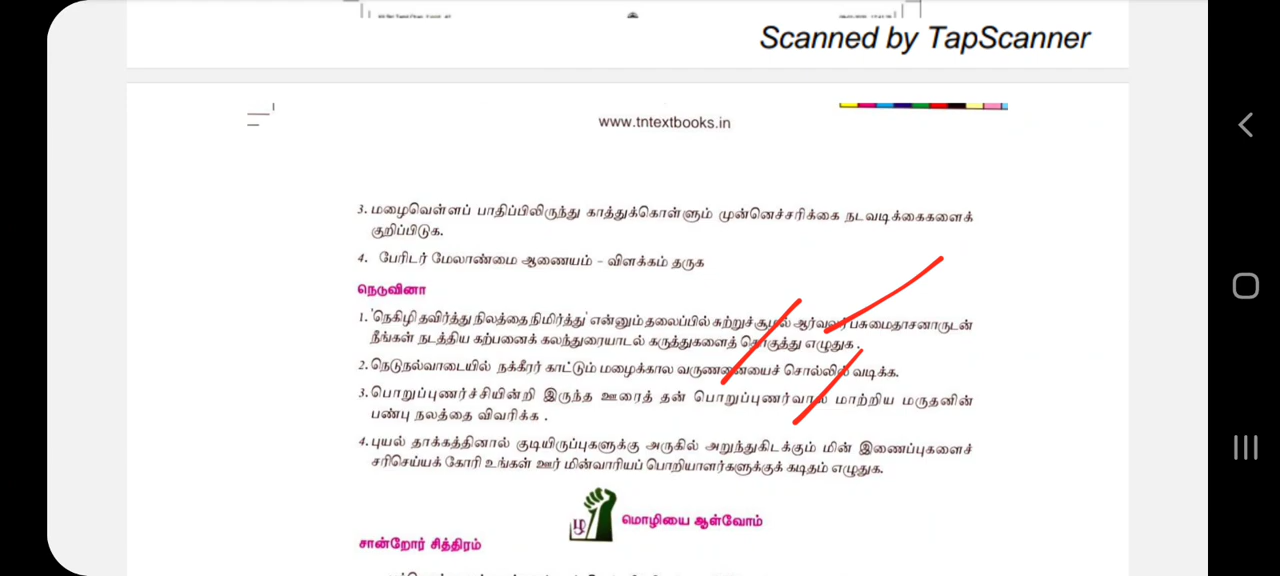 Scanned by TapScanner
www.tntextbooks.in
3. மழைவெள்ளப் பாதிப்பிலிருந்து காத்துக்கொள்ளும் முன்னெச்சரிக்கை நடவடிக்கைகளைக்
குறிப்பிடுக.
4. பேரிடர் மேலாண்மை ஆணையம் – விளக்கம் தருக
நெடுவினா
1. 'நெகிழி தவிர்த்து நிலத்தை நிமிர்த்து' என்னும் தலைப்பில் சுற்றுச்சூழல் ஆர்வலர் பசுமைதாசனாருடன்
நீங்கள் நடத்திய கற்பனைக் கலந்துரையாடல் கருத்துகளைத் தொகுத்து எழுதுக .
2. நெடுநல்வாடையில் நக்கீரர் காட்டும் மழைக்கால வருணனையைச் சொல்லில் வடிக்க.
3. பொறுப்புணர்ச்சியின்றி இருந்த ஊரைத் தன் பொறுப்புணர்வால் மாற்றிய மருதனின்
பண்பு நலத்தை விவரிக்க .
4. புயல் தாக்கத்தினால் குடியிருப்புகளுக்கு அருகில் அறுந்துகிடக்கும் மின் இணைப்புகளைச்
சரிசெய்யக் கோரி உங்கள் ஊர் மின்வாரியப் பொறியாளர்களுக்குக் கடிதம் எழுதுக.
ழ
மொழியை ஆள்வோம்
சான்றோர் சித்திரம்